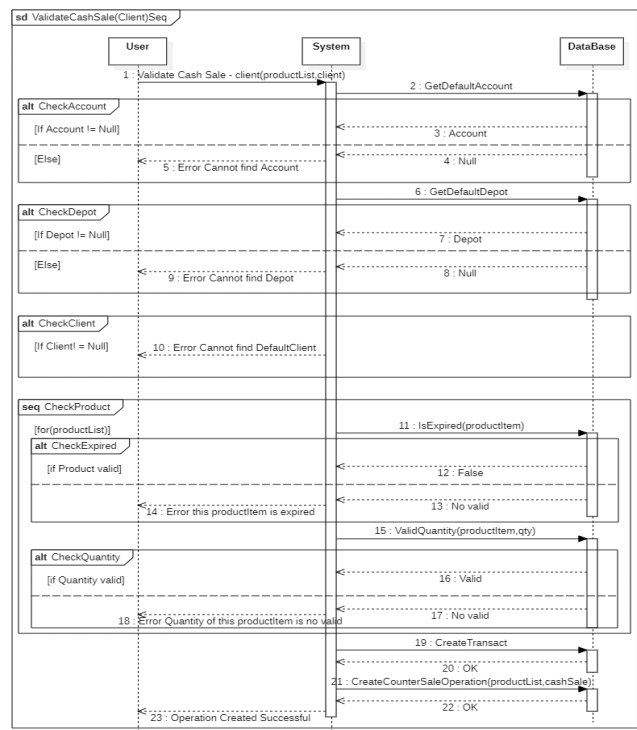 sd ValidateCashSale(Client)Seq
User
System
DataBase
1 : Validate Cash Sale - client(productList,client)
2 : GetDefaultAccount
alt CheckAccount
[If Account != Null]
3 : Account
[Else]
4 : Null
5 : Error Cannot find Account
6 : GetDefaultDepot
alt CheckDepot
[If Depot != Null]
7 : Depot
[Else]
8 : Null
9 : Error Cannot find Depot
alt CheckClient
[If Client! = Null]
10 : Error Cannot find DefaultClient
seq CheckProduct
[for(productList)]
11 : IsExpired(productItem)
alt CheckExpired
[if Product valid]
12 : False
13 : No valid
14 : Error this productItem is expired
15 : ValidQuantity(productItem,qty)
alt CheckQuantity
[if Quantity valid]
16 : Valid
17 : No valid
18 : Error Quantity of this productItem is no valid
19 : CreateTransact
20 : OK
21 : CreateCounterSaleOperation(productList,cashSale)
22 : OK
23 : Operation Created Successful